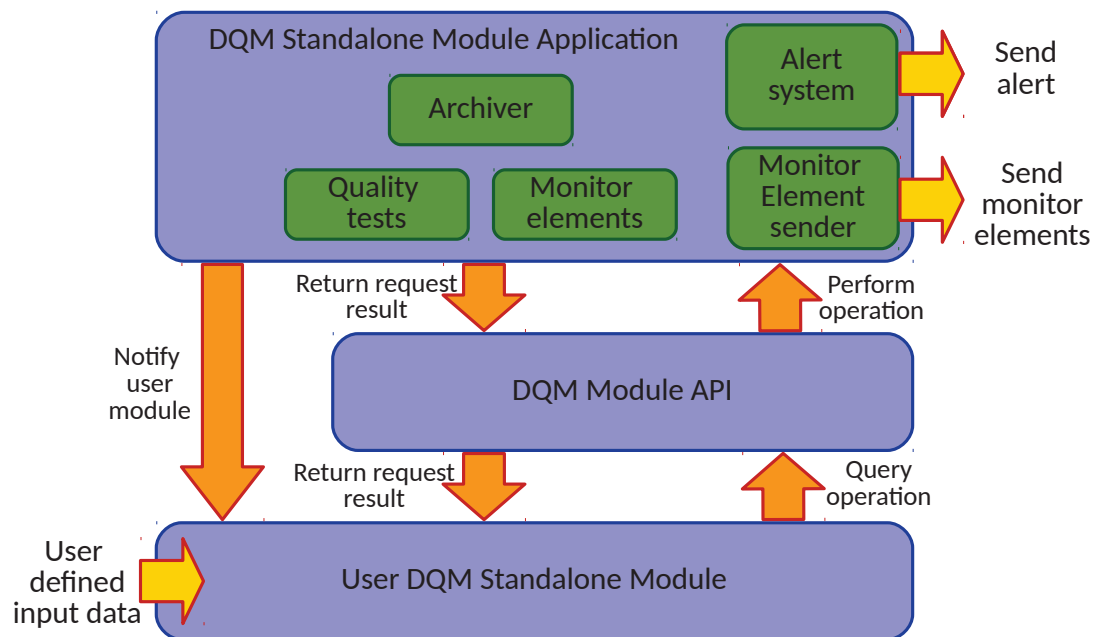 DQM Standalone Module Application
Alert
system
Send
alert
Archiver
Quality
tests
Monitor
elements
Monitor
Element
sender
Send
monitor
elements
Return request
result
Perform
operation
Notify
user
module
DQM Module API
Return request
result
Query
operation
User
defined
input data
User DQM Standalone Module